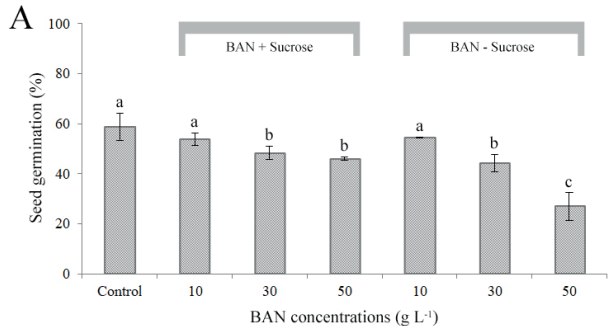 A
BAN + Sucrose
BAN - Sucrose
Seed germination (%)
100
80
60
40
20
0
a
a
b
b
a
b
c
Control
10
30
50
10
30
50
BAN concentrations (g L⁻¹)